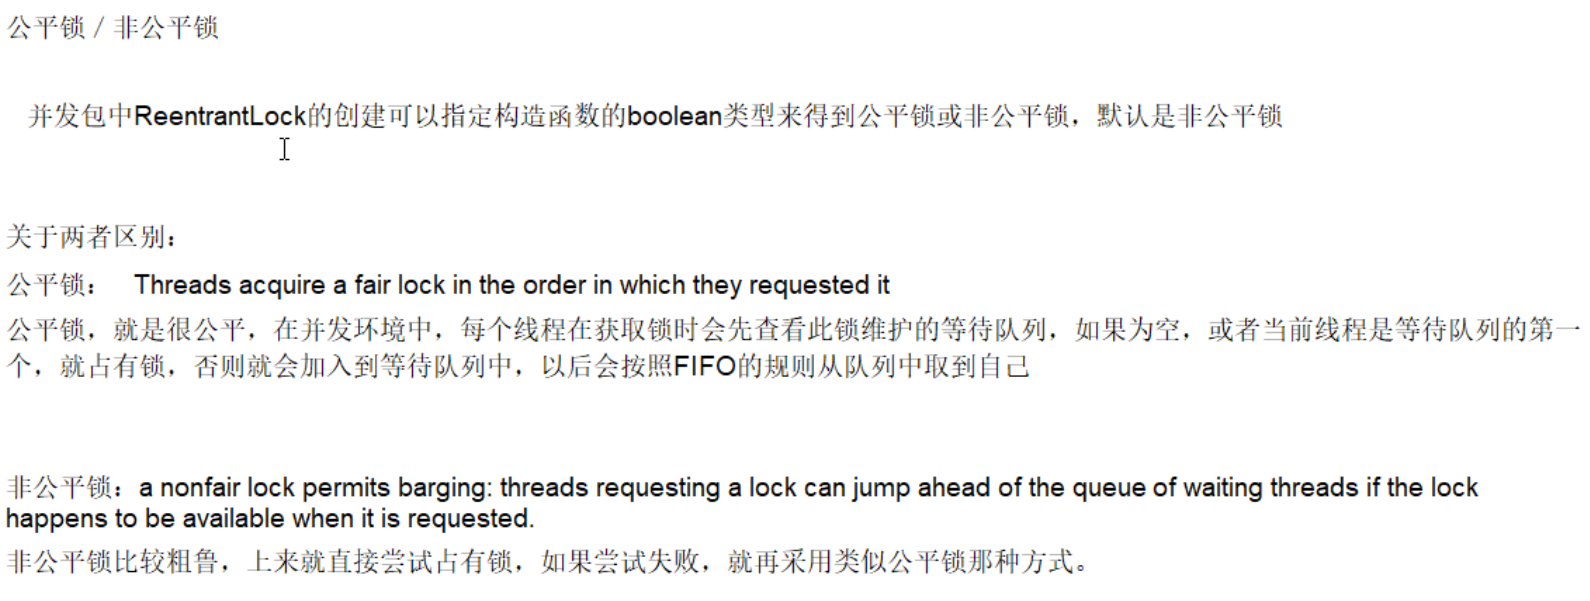 公平锁 / 非公平锁
并发包中ReentrantLock的创建可以指定构造函数的boolean类型来得到公平锁或非公平锁，默认是非公平锁
关于两者区别：
公平锁： Threads acquire a fair lock in the order in which they requested it
公平锁，就是很公平，在并发环境中，每个线程在获取锁时会先查看此锁维护的等待队列，如果为空，或者当前线程是等待队列的第一
个，就占有锁，否则就会加入到等待队列中，以后会按照FIFO的规则从队列中取到自己
非公平锁：a nonfair lock permits barging: threads requesting a lock can jump ahead of the queue of waiting threads if the lock
happens to be available when it is requested.
非公平锁比较粗鲁，上来就直接尝试占有锁，如果尝试失败，就再采用类似公平锁那种方式。